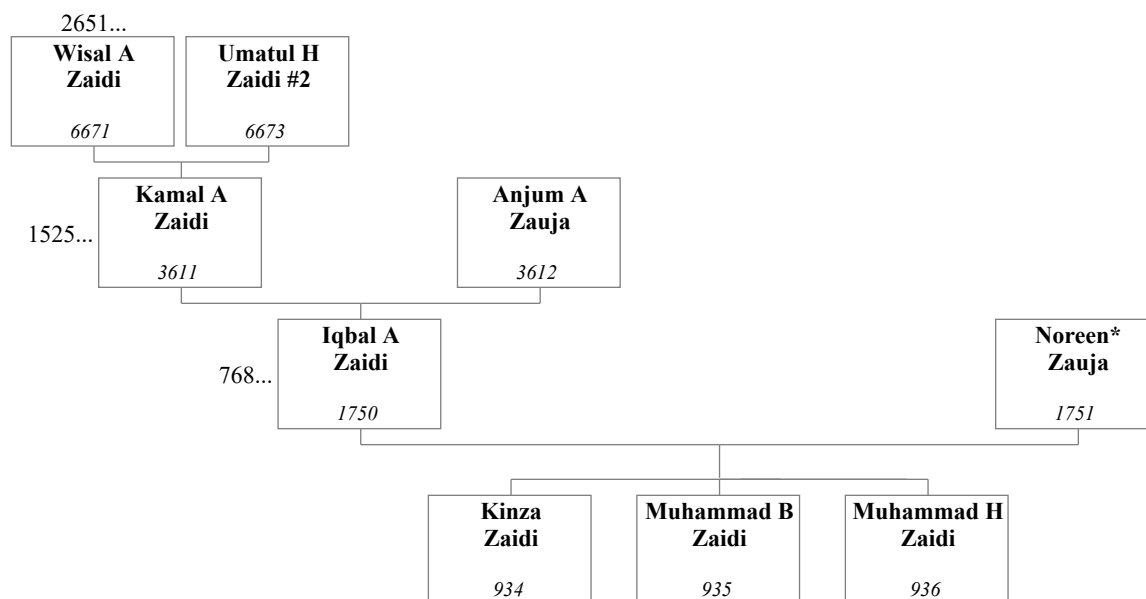 2651...
Wisal A
Zaidi
6671
Umatul H
Zaidi #2
6673
1525...
Kamal A
Zaidi
3611
Anjum A
Zauja
3612
768...
Iqbal A
Zaidi
1750
Noreen*
Zauja
1751
Kinza
Zaidi
934
Muhammad B
Zaidi
935
Muhammad H
Zaidi
936